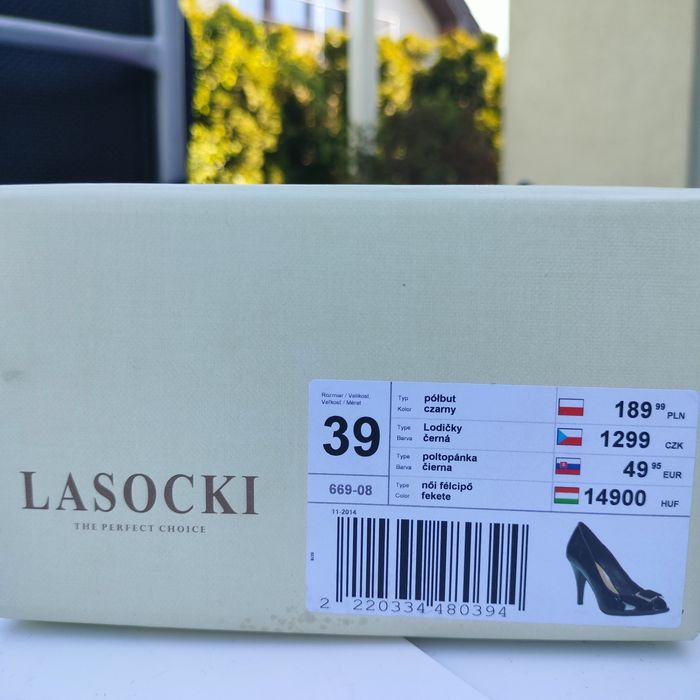 LASOCKI
THE PERFECT CHOICE
Rozmiar / Velikost.
Veľkosť / Méret
39
669-08
Typ półbut
Kolor czarny
189 99 PLN
Type Lodičky
Barva černá
1299 CZK
Type poltopánka
Barva čierna
49 95 EUR
Type női félcipő
Color fekete
14900 HUF
11-2014
2 220334 480394